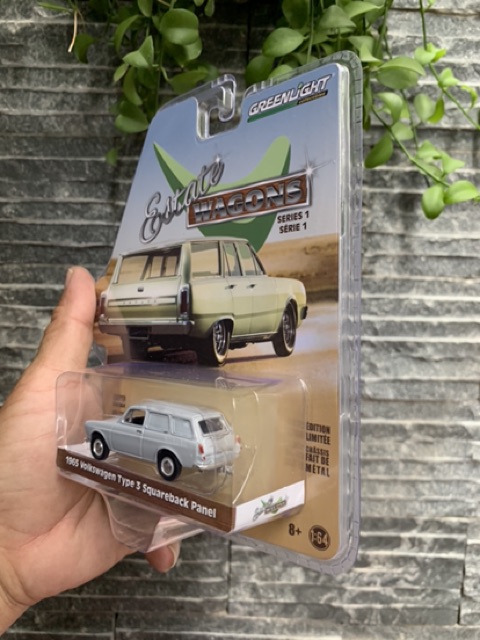 GREENLIGHT
Estate
WAGONS
SERIES 1
SÉRIE 1
ÉDITION
LIMITÉE
CHÂSSIS
FAIT DE
MÉTAL
1965 Volkswagen Type 3 Squareback Panel
8+
1:64